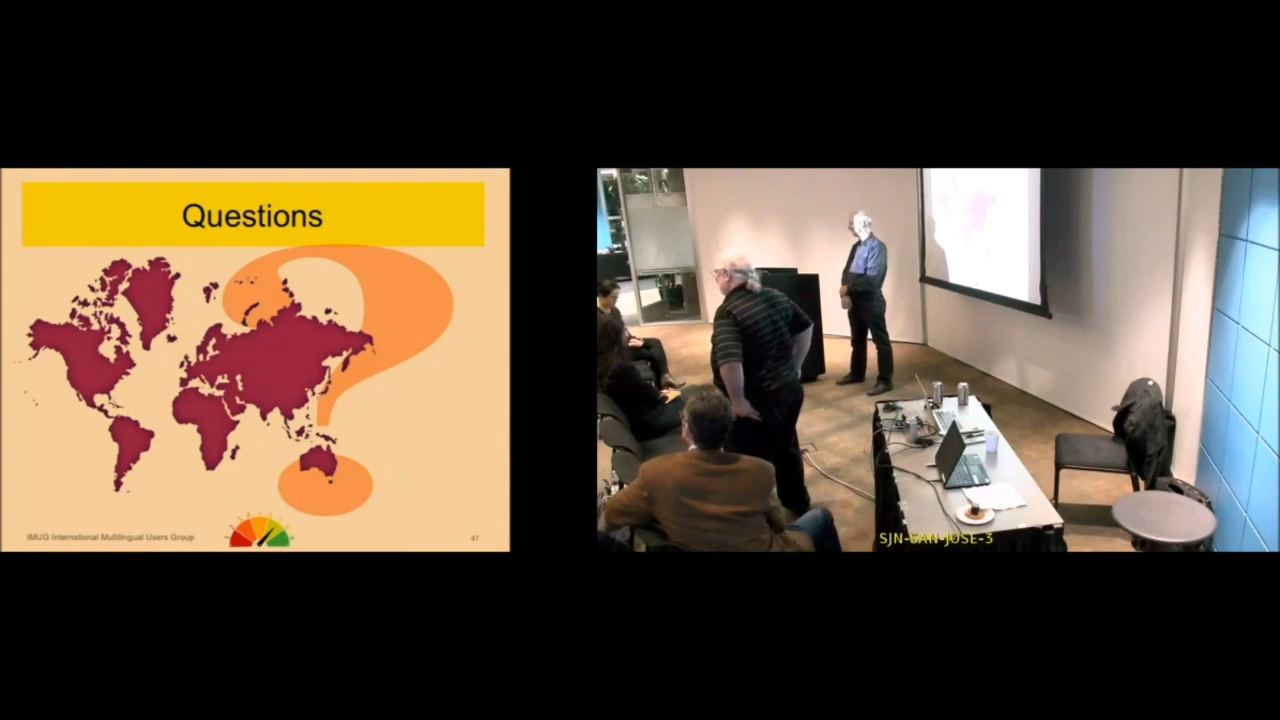 Questions
IMUG International Multilingual Users Group
47
SJN-SAN-JOSE-3